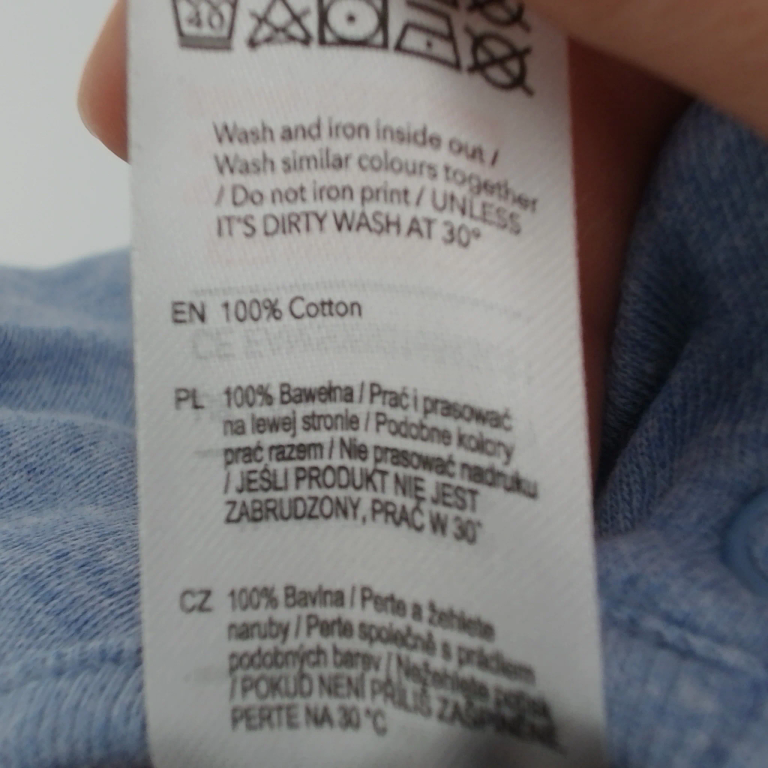 40
Wash and iron inside out /
Wash similar colours together
/ Do not iron print / UNLESS
IT'S DIRTY WASH AT 30°
EN 100% Cotton
PL 100% Bawełna / Prać i prasować
na lewej stronie / Podobne kolory
prać razem / Nie prasować nadruku
/ JEŚLI PRODUKT NIE JEST
ZABRUDZONY, PRAĆ W 30°
CZ 100% Bavlna / Perte a žehlete
naruby / Perte společně s prádlem
podobných barev / Nežehlete potisk
/ POKUD NENÍ PŘÍLIŠ
PERTE NA 30 °C